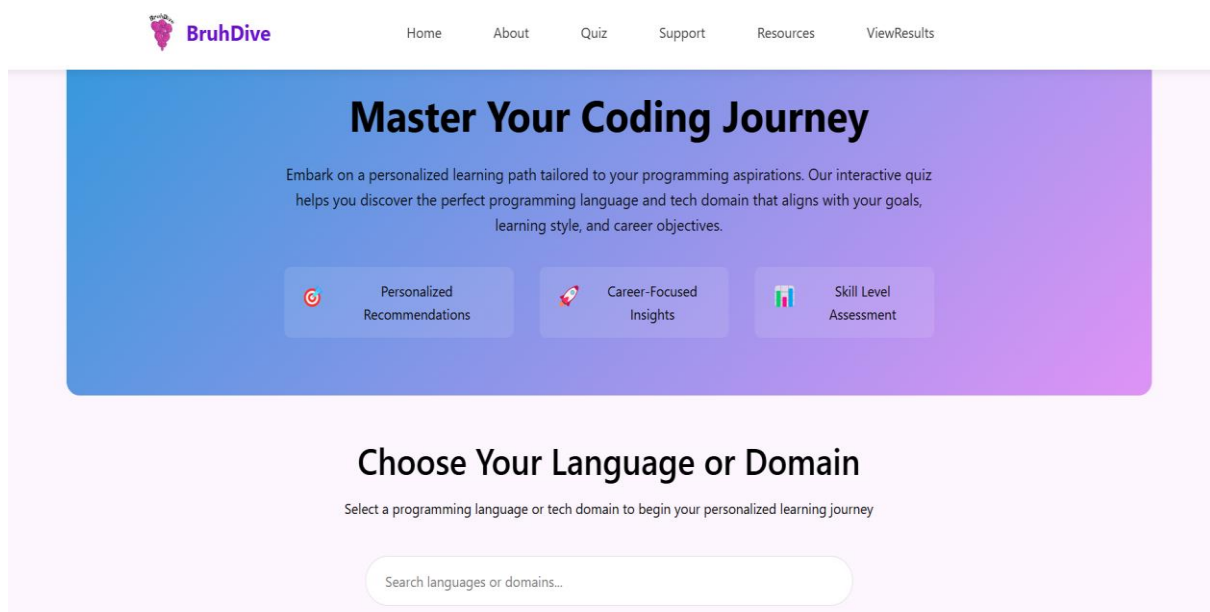 BruhDive
BruhDive
Home
About
Quiz
Support
Resources
ViewResults
Master Your Coding Journey
Embark on a personalized learning path tailored to your programming aspirations. Our interactive quiz
helps you discover the perfect programming language and tech domain that aligns with your goals,
learning style, and career objectives.
Personalized
Recommendations
Career-Focused
Insights
Skill Level
Assessment
Choose Your Language or Domain
Select a programming language or tech domain to begin your personalized learning journey
Search languages or domains...